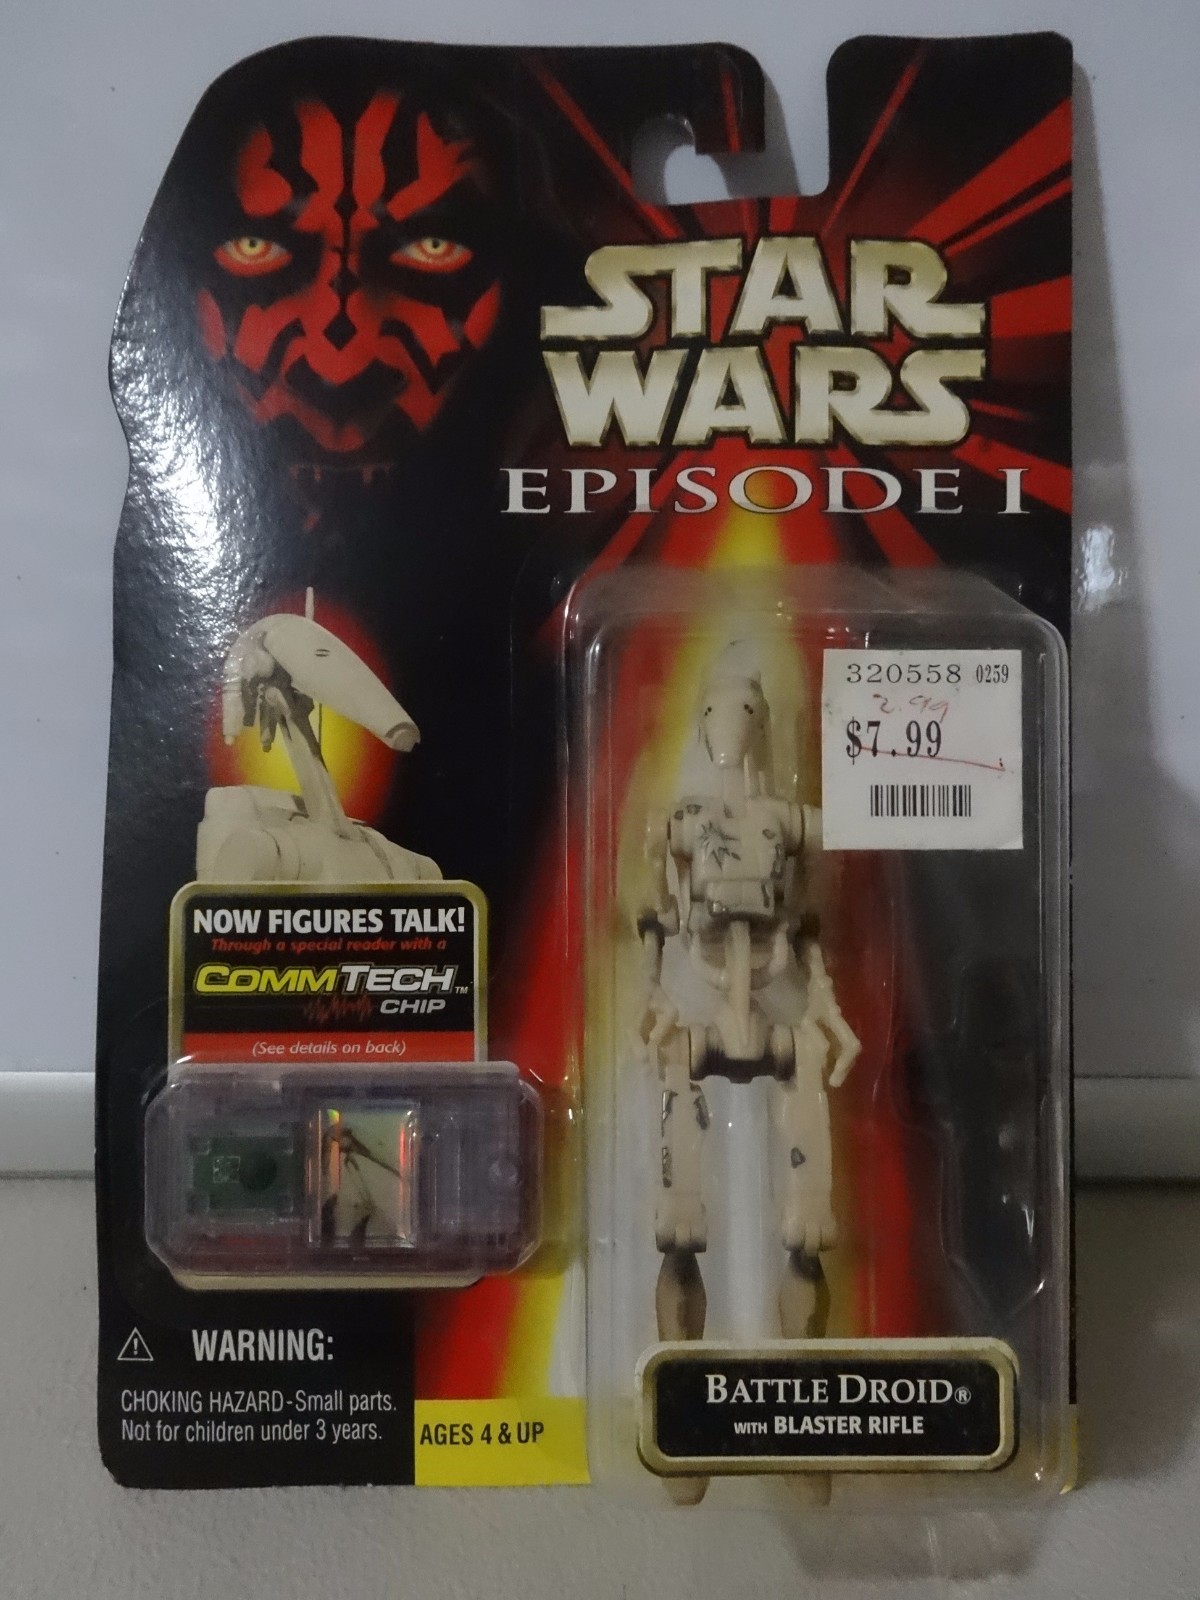 STAR
WARS
EPISODE I
320558 0259
2.99
$7.99
NOW FIGURES TALK!
Through a special reader with a
COMMTECH™
CHIP
(See details on back)
WARNING:
CHOKING HAZARD-Small parts.
Not for children under 3 years.
AGES 4 & UP
BATTLE DROID®
WITH BLASTER RIFLE